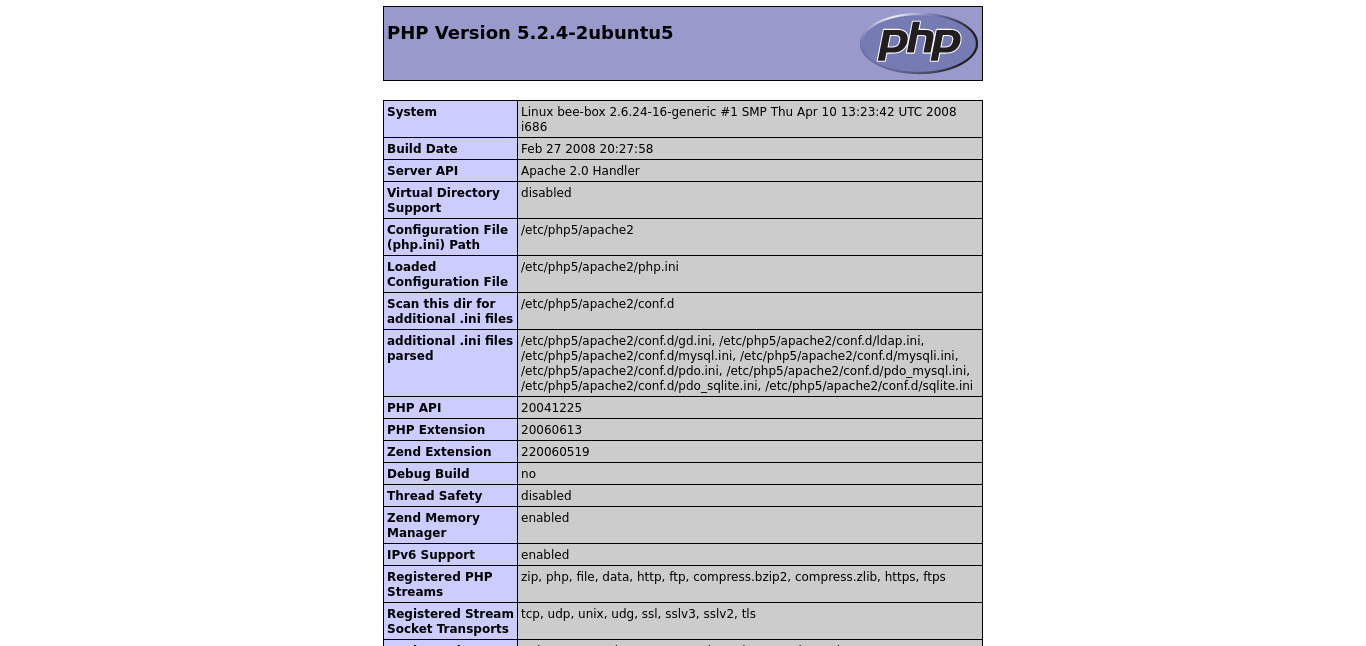 PHP Version 5.2.4-2ubuntu5
php
System
Linux bee-box 2.6.24-16-generic #1 SMP Thu Apr 10 13:23:42 UTC 2008
i686
Build Date
Feb 27 2008 20:27:58
Server API
Apache 2.0 Handler
Virtual Directory
Support
disabled
Configuration File
(php.ini) Path
/etc/php5/apache2
Loaded
Configuration File
/etc/php5/apache2/php.ini
Scan this dir for
additional .ini files
/etc/php5/apache2/conf.d
additional .ini files
parsed
/etc/php5/apache2/conf.d/gd.ini, /etc/php5/apache2/conf.d/ldap.ini,
/etc/php5/apache2/conf.d/mysql.ini, /etc/php5/apache2/conf.d/mysqli.ini,
/etc/php5/apache2/conf.d/pdo.ini, /etc/php5/apache2/conf.d/pdo_mysql.ini,
/etc/php5/apache2/conf.d/pdo_sqlite.ini, /etc/php5/apache2/conf.d/sqlite.ini
PHP API
20041225
PHP Extension
20060613
Zend Extension
220060519
Debug Build
no
Thread Safety
disabled
Zend Memory
Manager
enabled
IPv6 Support
enabled
Registered PHP
Streams
zip, php, file, data, http, ftp, compress.bzip2, compress.zlib, https, ftps
Registered Stream
Socket Transports
tcp, udp, unix, udg, ssl, sslv3, sslv2, tls